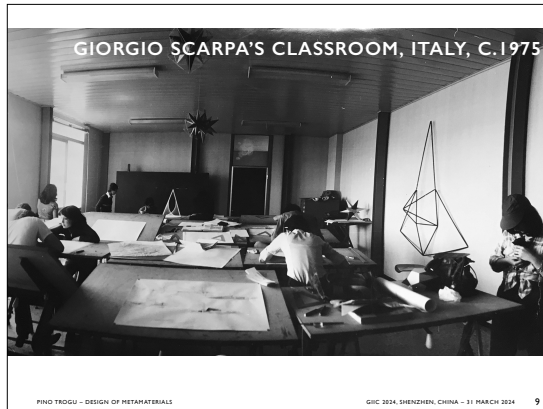 GIORGIO SCARPA'S CLASSROOM, ITALY, C.1975
PINO TROGU – DESIGN OF METAMATERIALS
GIIC 2024, SHENZHEN, CHINA – 31 MARCH 2024 9